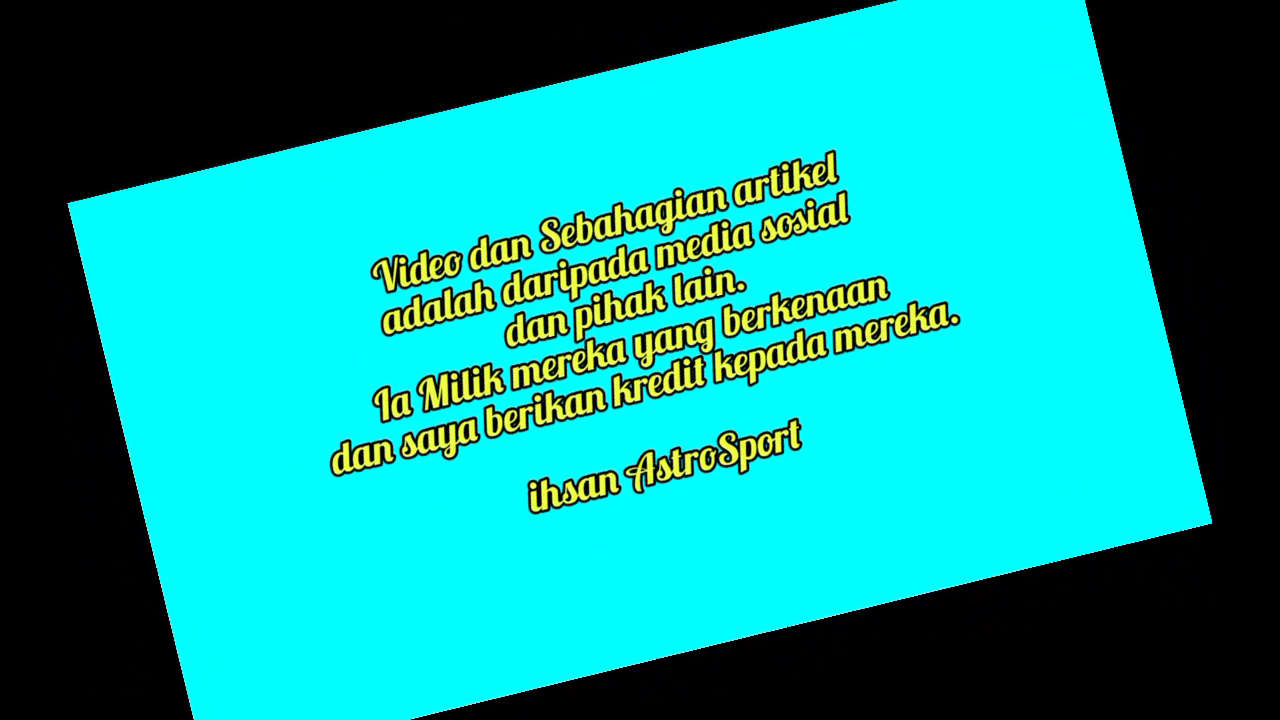 Video dan Sebahagian artikel
adalah daripada media sosial
dan pihak lain.
Ia Milik mereka yang berkenaan
dan saya berikan kredit kepada mereka.
ihsan AstroSport